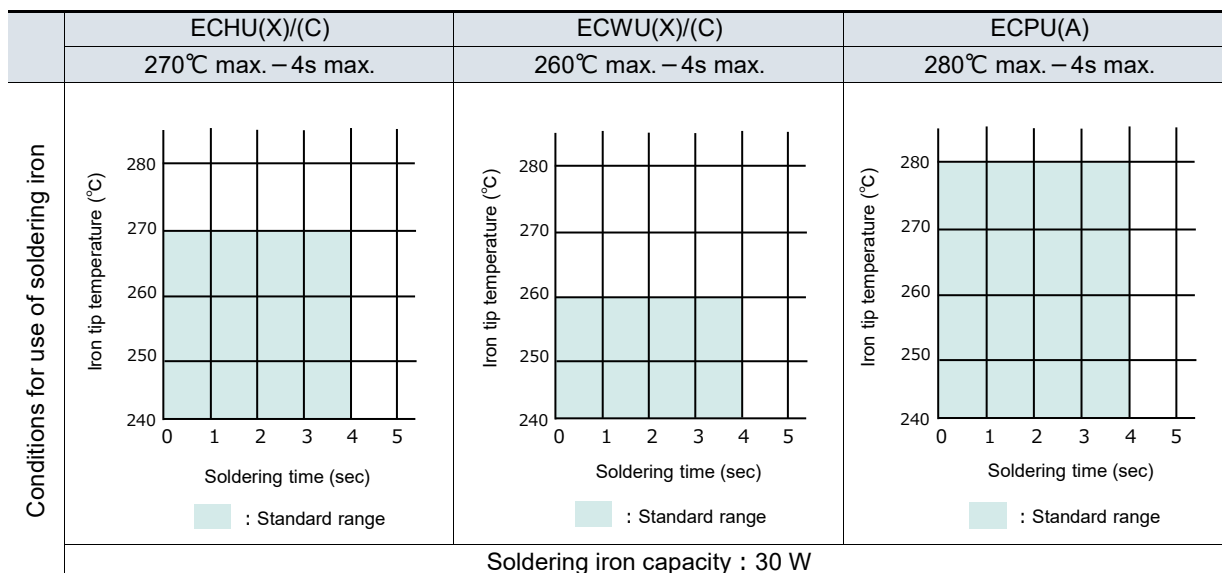 ECHU(X)/(C)
ECWU(X)/(C)
ECPU(A)
270℃ max.－4s max.
260℃ max.－4s max.
280℃ max.－4s max.
Conditions for use of soldering iron
Iron tip temperature (℃)
280
270
260
250
240
0 1 2 3 4 5
Soldering time (sec)
: Standard range
Iron tip temperature (℃)
280
270
260
250
240
0 1 2 3 4 5
Soldering time (sec)
: Standard range
Iron tip temperature (℃)
280
270
260
250
240
0 1 2 3 4 5
Soldering time (sec)
: Standard range
Soldering iron capacity : 30 W